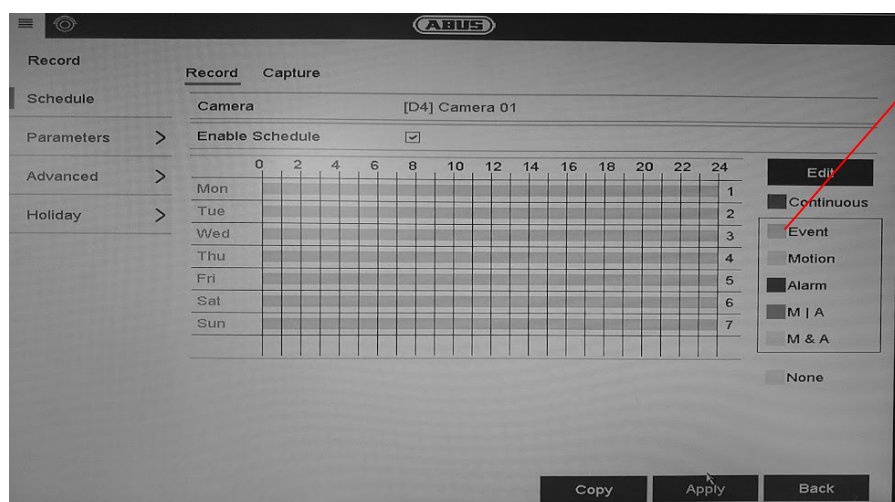 ABUS
Record
Schedule
Parameters >
Advanced >
Holiday >
Record Capture
Camera [D4] Camera 01
Enable Schedule
0 2 4 6 8 10 12 14 16 18 20 22 24
Mon 1
Tue 2
Wed 3
Thu 4
Fri 5
Sat 6
Sun 7
Edit
Continuous
Event
Motion
Alarm
M | A
M & A
None
Copy Apply Back